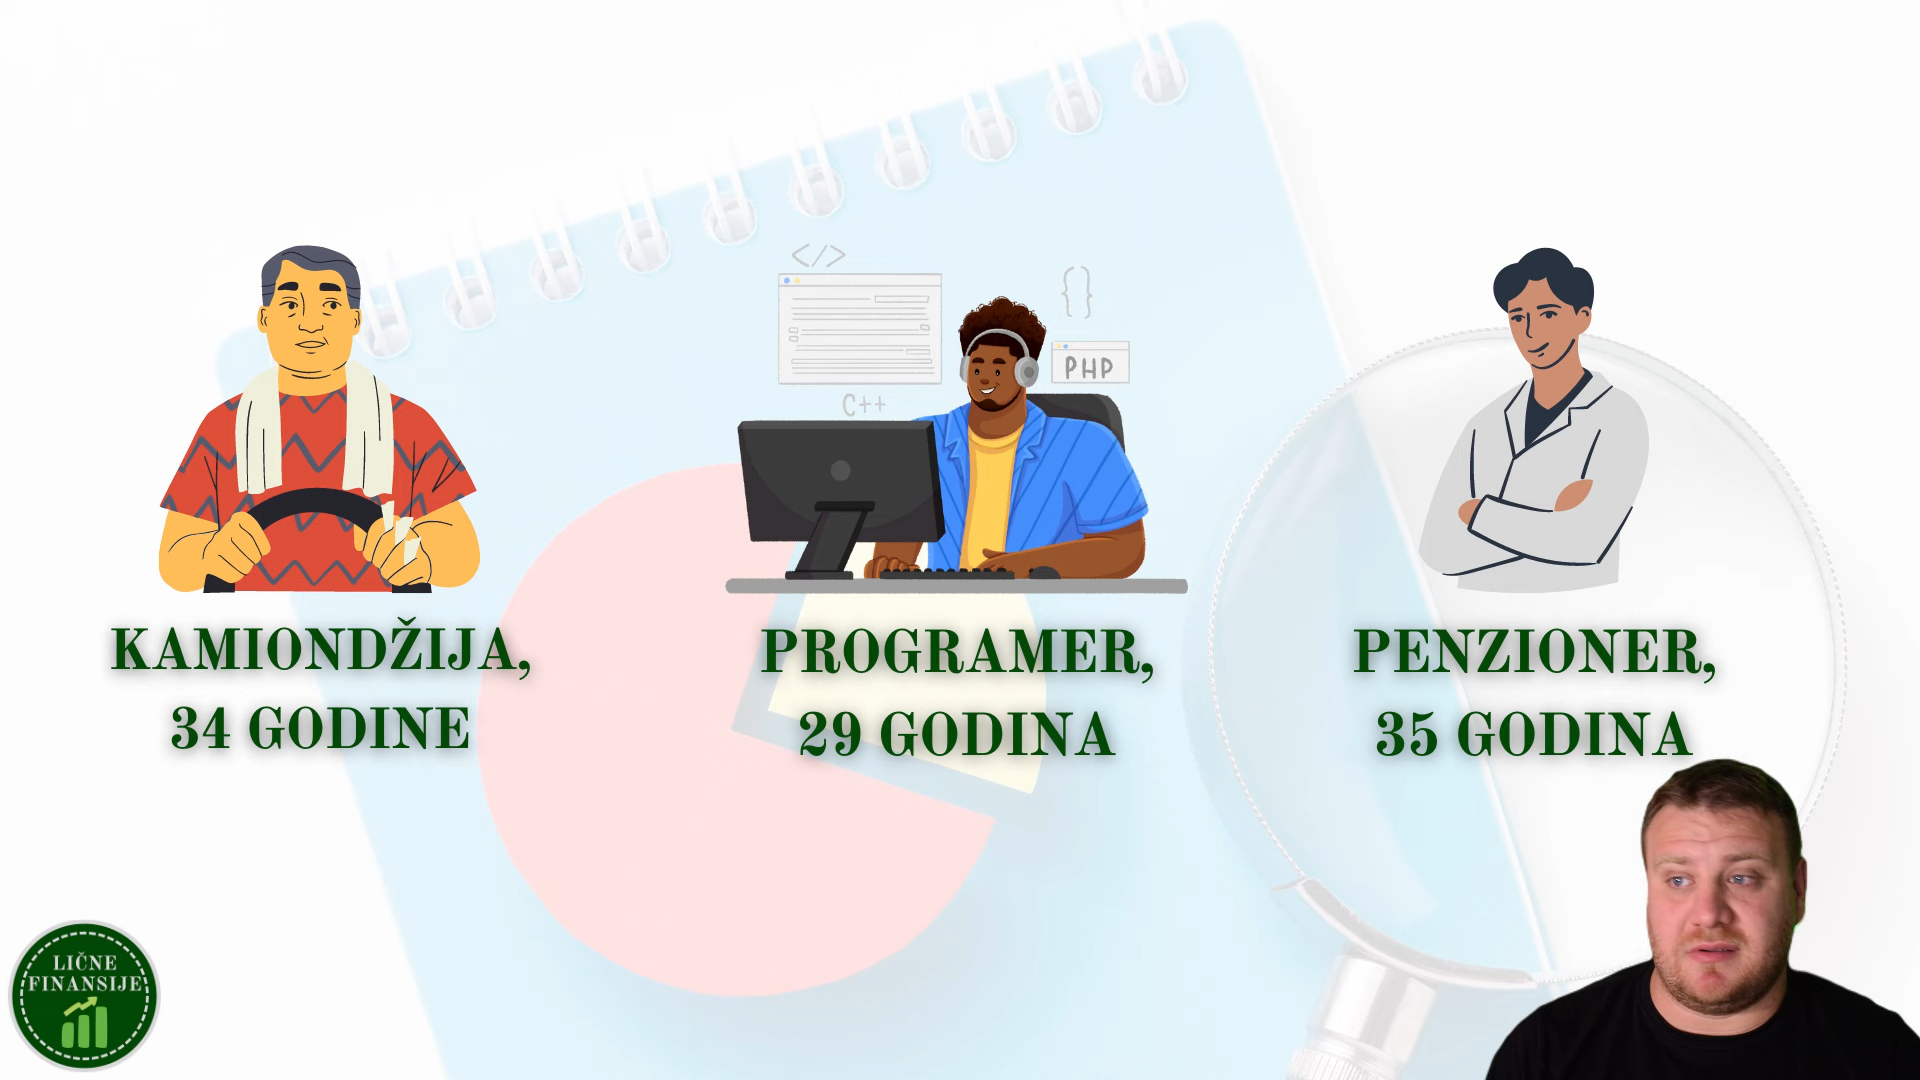 </>
{}
PHP
C++
KAMIONDŽIJA,
34 GODINE
PROGRAMER,
29 GODINA
PENZIONER,
35 GODINA
LIČNE
FINANSIJE